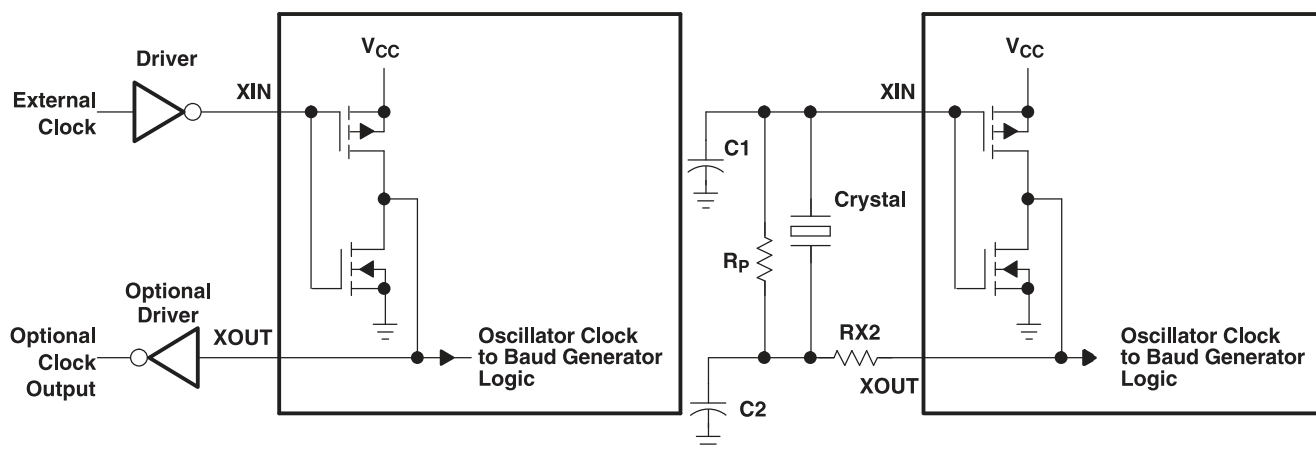 Driver
External
Clock
XIN
VCC
Optional
Driver
Optional
Clock
Output
XOUT
Oscillator Clock
to Baud Generator
Logic
C1
RP
Crystal
C2
RX2
XIN
XOUT
VCC
Oscillator Clock
to Baud Generator
Logic